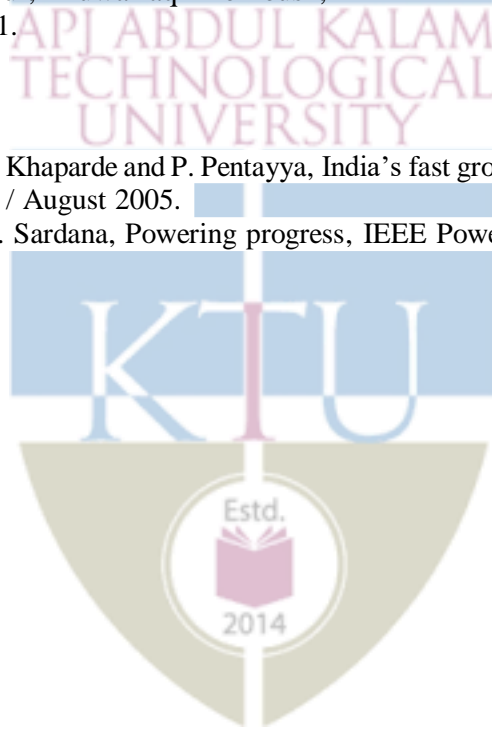 1.
APJ ABDUL KALAM
TECHNOLOGICAL
UNIVERSITY
Khaparde and P. Pentayya, India’s fast gro
/ August 2005.
. Sardana, Powering progress, IEEE Powe
KTU
Estd.
2014